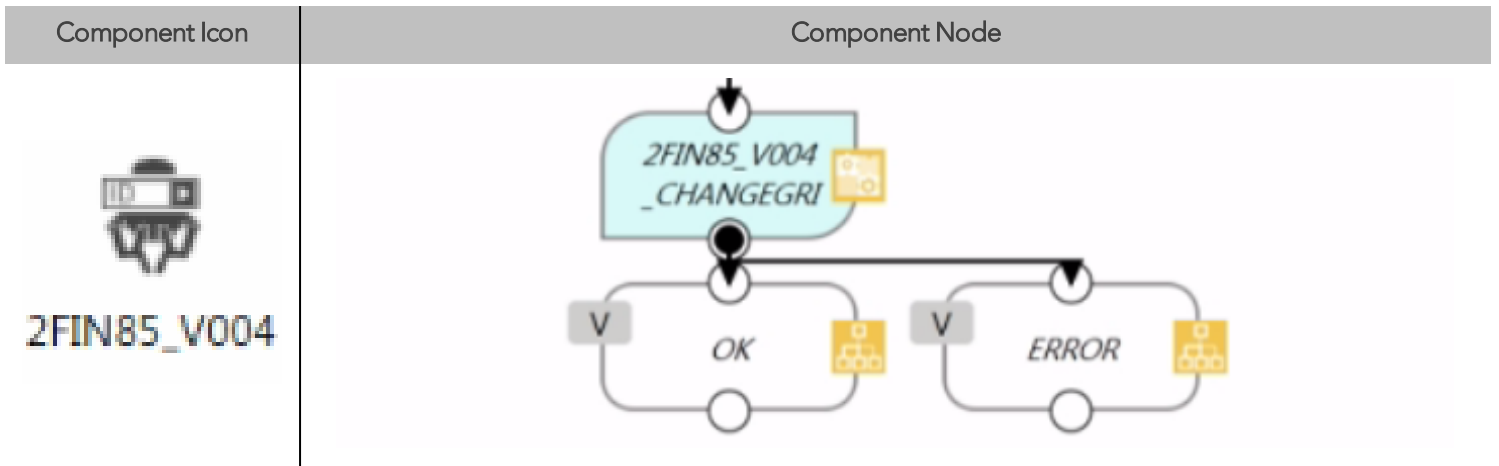 Component Icon
Component Node
ID
2FIN85_V004
2FIN85_V004
_CHANGEGRI
V
OK
V
ERROR